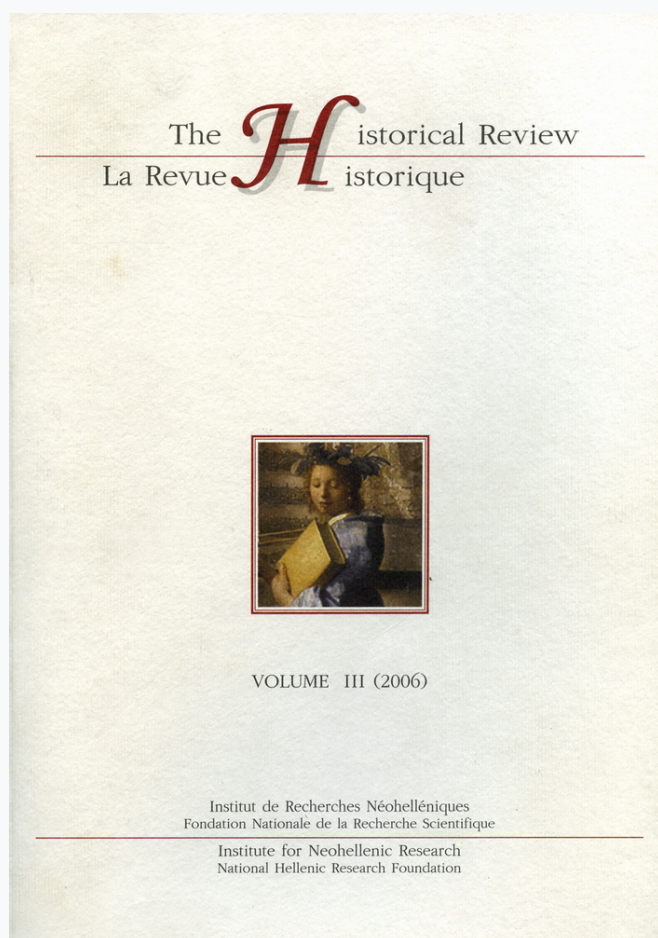 The Historical Review
La Revue Historique
VOLUME III (2006)
Institut de Recherches Néohelléniques
Fondation Nationale de la Recherche Scientifique
Institute for Neohellenic Research
National Hellenic Research Foundation